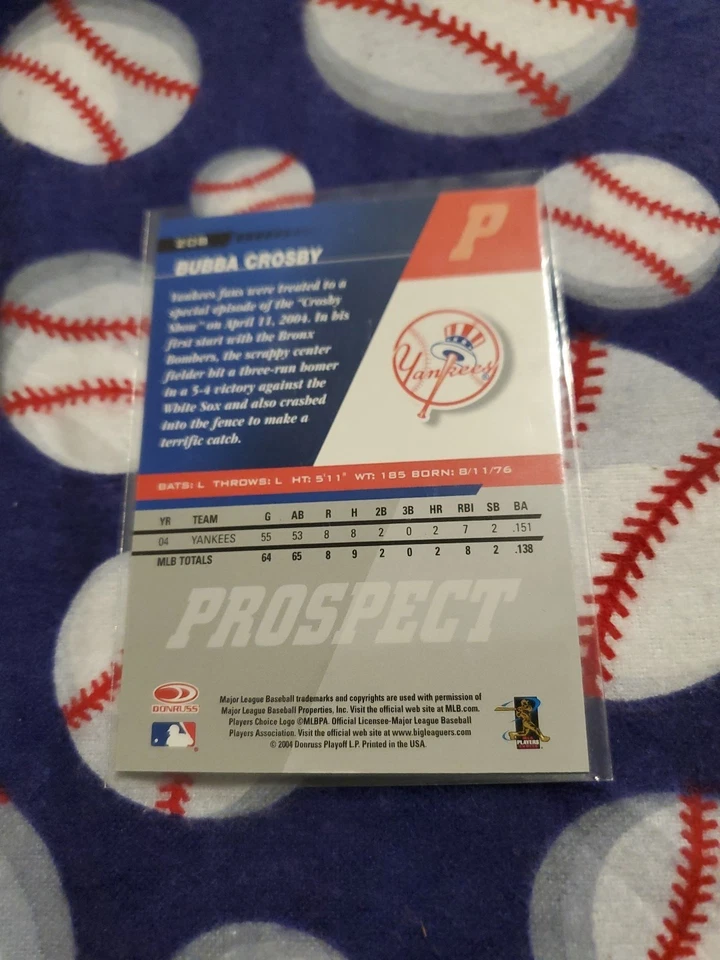 208
BUBBA CROSBY
P
Yankees fans were treated to a
special episode of the "Crosby
Show" on April 11, 2004. In his
first start with the Bronx
Bombers, the scrappy center
fielder hit a three-run homer
in a 5-4 victory against the
White Sox and also crashed
into the fence to make a
terrific catch.
Yankees
BATS: L THROWS: L HT: 5'11" WT: 185 BORN: 8/11/76
YR TEAM G AB R H 2B 3B HR RBI SB BA
04 YANKEES 55 53 8 8 2 0 2 7 2 .151
MLB TOTALS 64 65 8 9 2 0 2 8 2 .138
PROSPECT
DONRUSS
Major League Baseball trademarks and copyrights are used with permission of
Major League Baseball Properties, Inc. Visit the official web site at MLB.com.
Players Choice Logo ©MLBPA. Official Licensee-Major League Baseball
Players Association. Visit the official web site at www.bigleaguers.com
© 2004 Donruss Playoff L.P. Printed in the USA.
PLAYERS